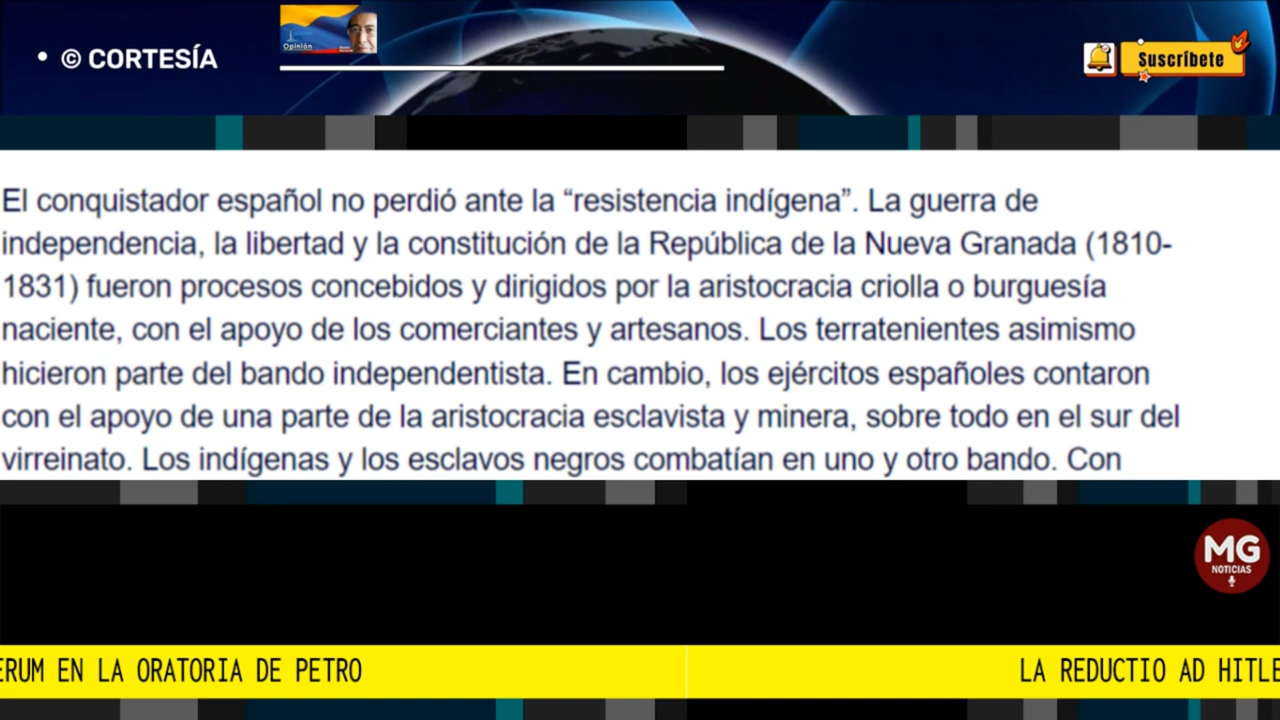 • © CORTESÍA
Opinión
Suscríbete
El conquistador español no perdió ante la “resistencia indígena”. La guerra de
independencia, la libertad y la constitución de la República de la Nueva Granada (1810-
1831) fueron procesos concebidos y dirigidos por la aristocracia criolla o burguesía
naciente, con el apoyo de los comerciantes y artesanos. Los terratenientes asimismo
hicieron parte del bando independentista. En cambio, los ejércitos españoles contaron
con el apoyo de una parte de la aristocracia esclavista y minera, sobre todo en el sur del
virreinato. Los indígenas y los esclavos negros combatían en uno y otro bando. Con
MG
NOTICIAS
ERUM EN LA ORATORIA DE PETRO
LA REDUCTIO AD HITLE